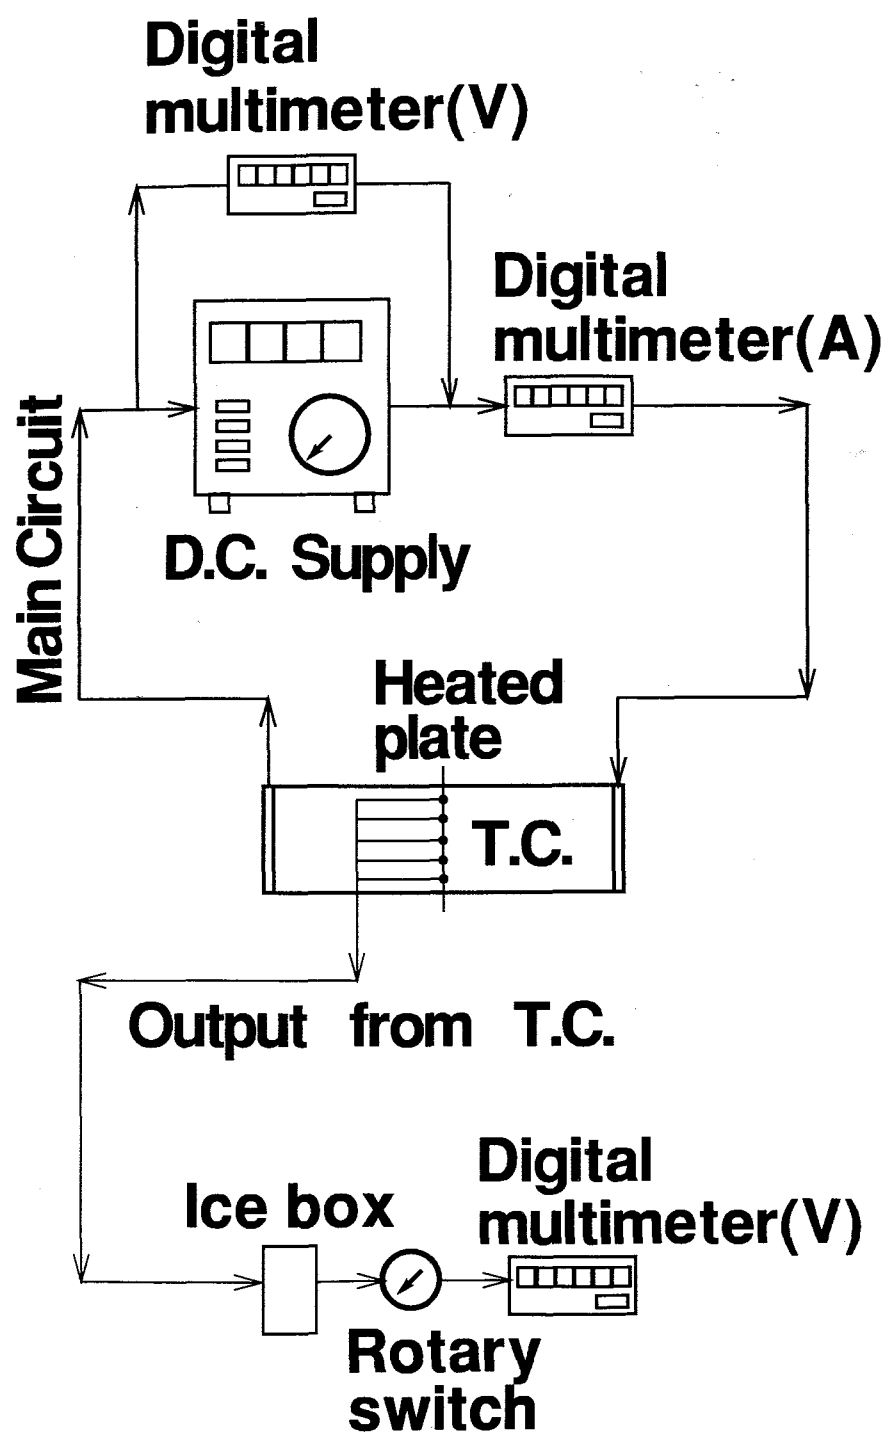 Digital
multimeter(V)
Digital
multimeter(A)
Main Circuit
D.C. Supply
Heated
plate
T.C.
Output from T.C.
Digital
multimeter(V)
Ice box
Rotary
switch